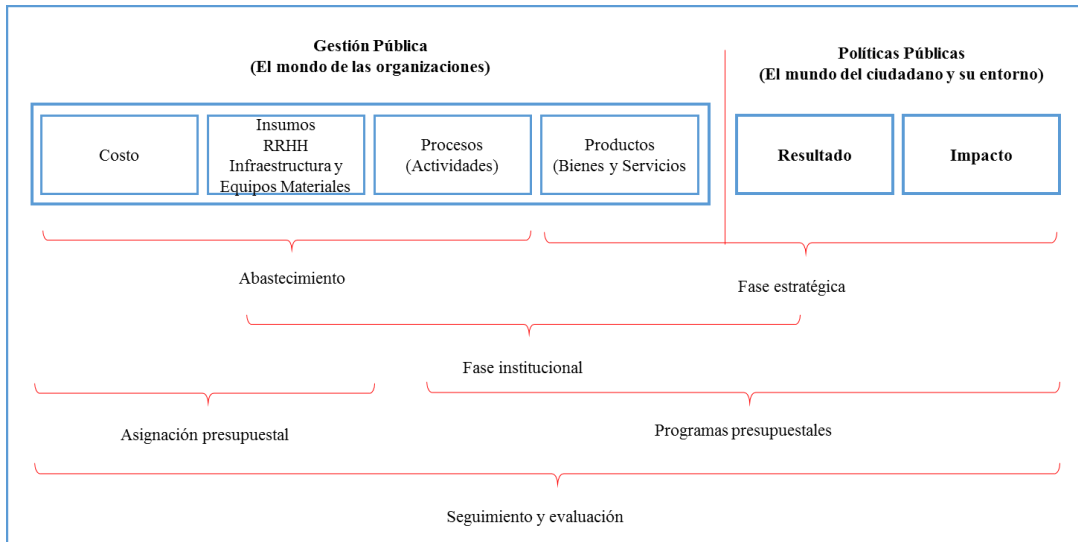 Gestión Pública
(El mondo de las organizaciones)
Políticas Públicas
(El mundo del ciudadano y su entorno)
Costo
Insumos
RRHH
Infraestructura y
Equipos Materiales
Procesos
(Actividades)
Productos
(Bienes y Servicios
Resultado
Impacto
Abastecimiento
Fase estratégica
Fase institucional
Asignación presupuestal
Programas presupuestales
Seguimiento y evaluación